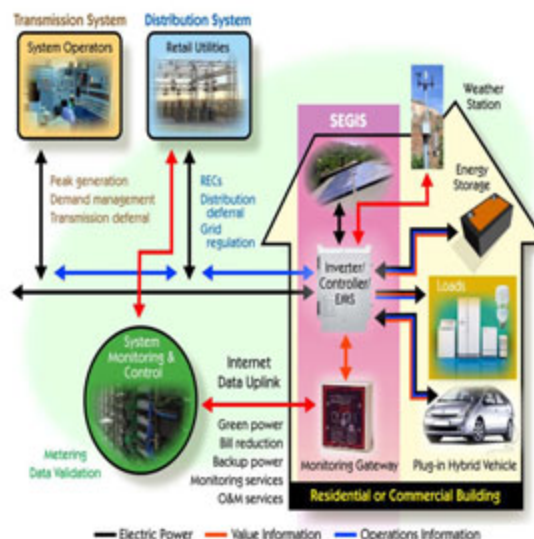 Transmission System
Distribution System
System Operators
Retail Utilities
Weather
Station
SEGIS
Energy
Storage
Peak generation
Demand management
Transmission deferral
RECs
Distribution
deferral
Grid
regulation
Inverter/
Controller/
EMS
Loads
System
Monitoring &
Control
Internet
Data Uplink
Green power
Bill reduction
Backup power
Monitoring services
O&M services
Metering
Data Validation
Monitoring Gateway
Plug-in Hybrid Vehicle
Residential or Commercial Building
Electric Power
Value Information
Operations Information